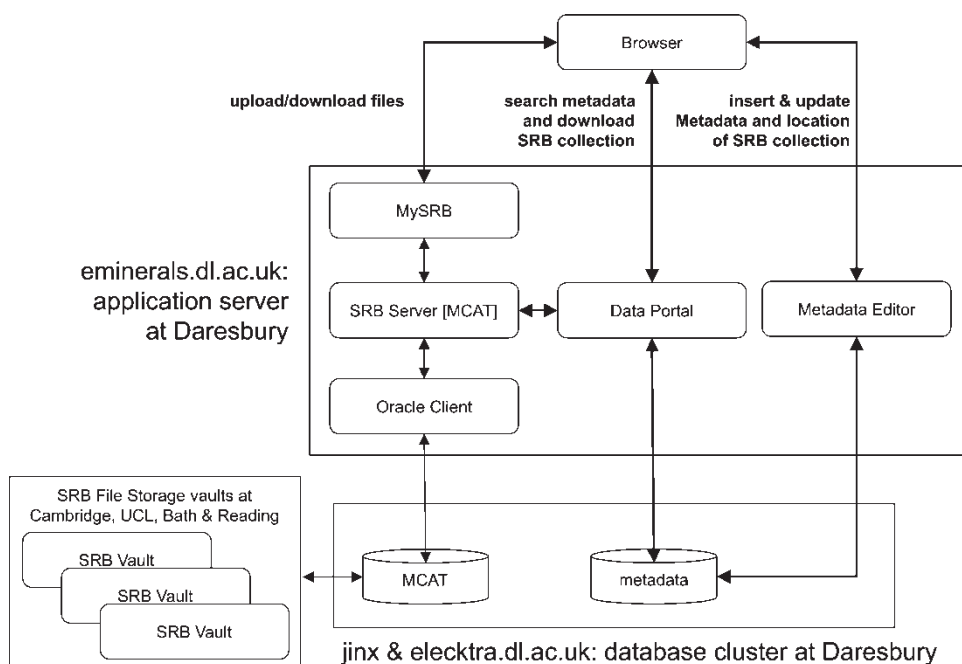 Browser
upload/download files
search metadata
and download
SRB collection
insert & update
Metadata and location
of SRB collection
MySRB
eminerals.dl.ac.uk:
application server
at Daresbury
SRB Server [MCAT]
Data Portal
Metadata Editor
Oracle Client
SRB File Storage vaults at
Cambridge, UCL, Bath & Reading
SRB Vault
SRB Vault
SRB Vault
MCAT
metadata
jinx & elecktra.dl.ac.uk: database cluster at Daresbury